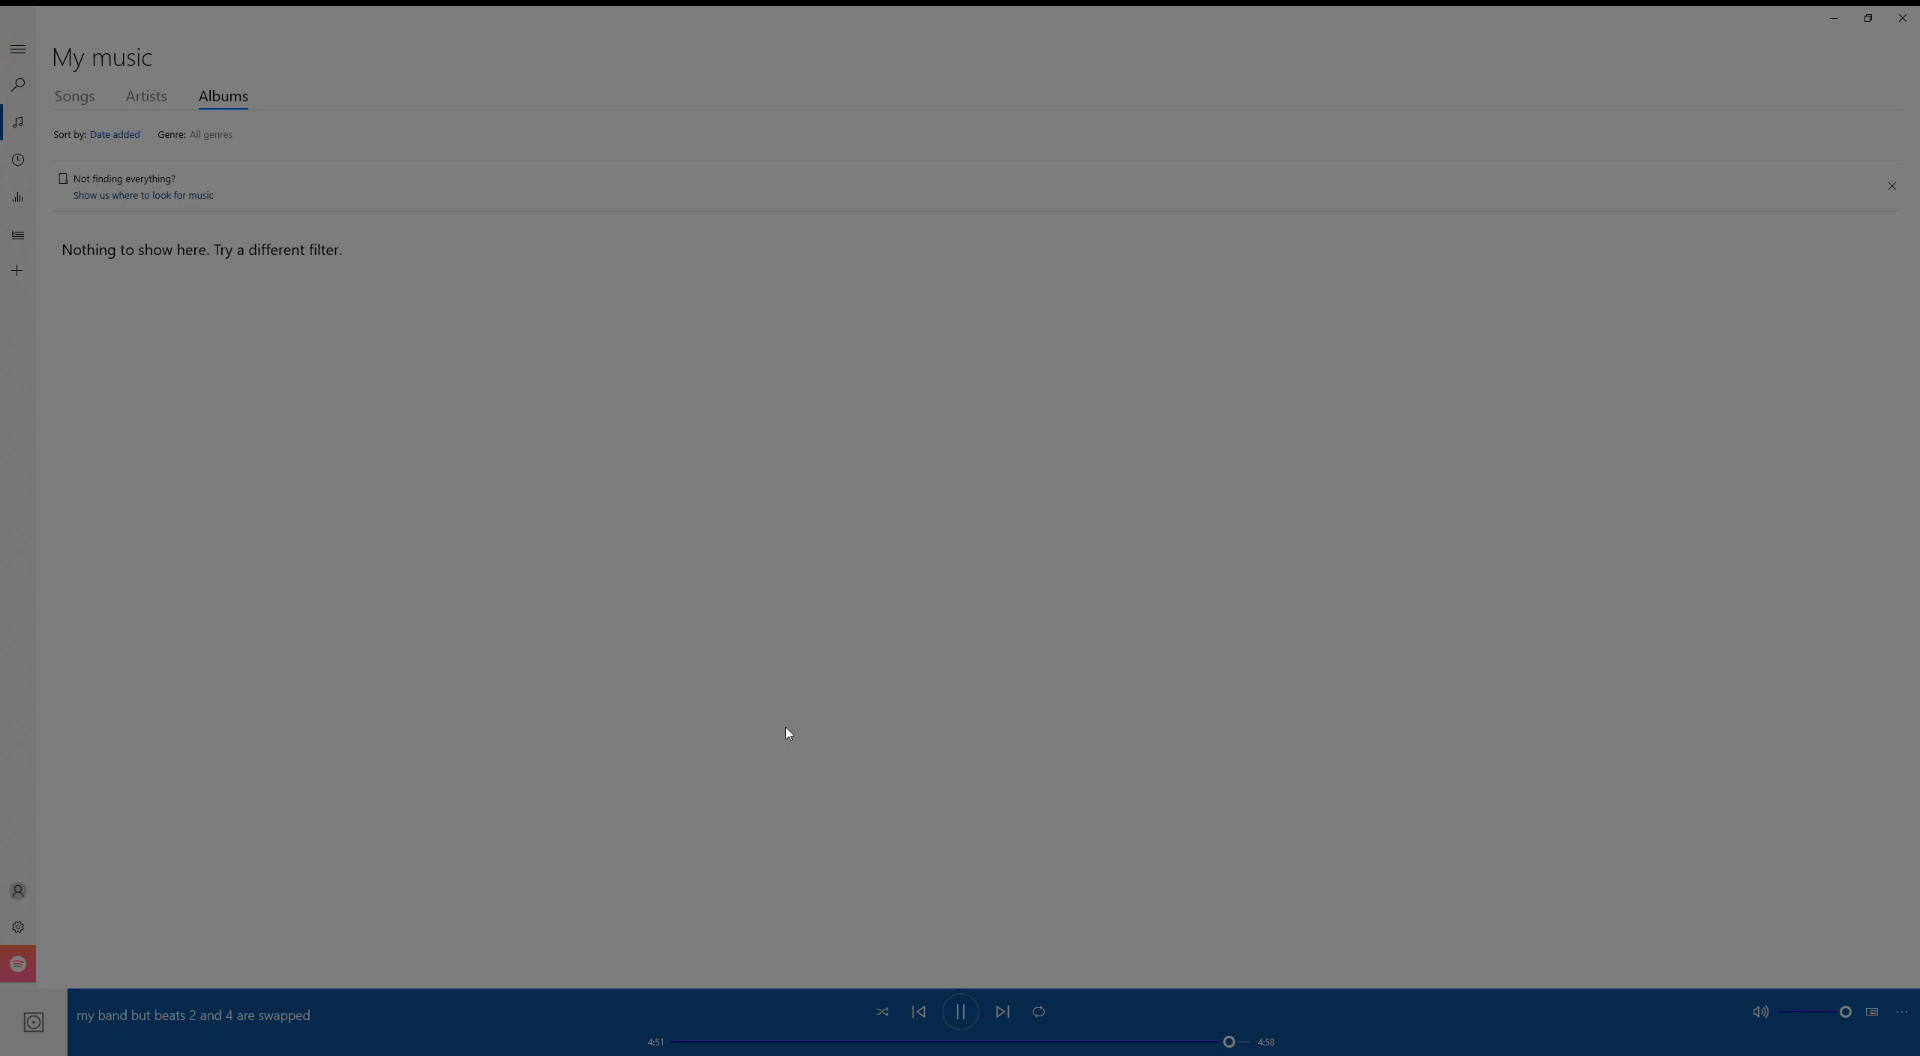 My music
Songs Artists Albums
Sort by: Date added Genre: All genres
Not finding everything?
Show us where to look for music
Nothing to show here. Try a different filter.
my band but beats 2 and 4 are swapped
4:51 4:58